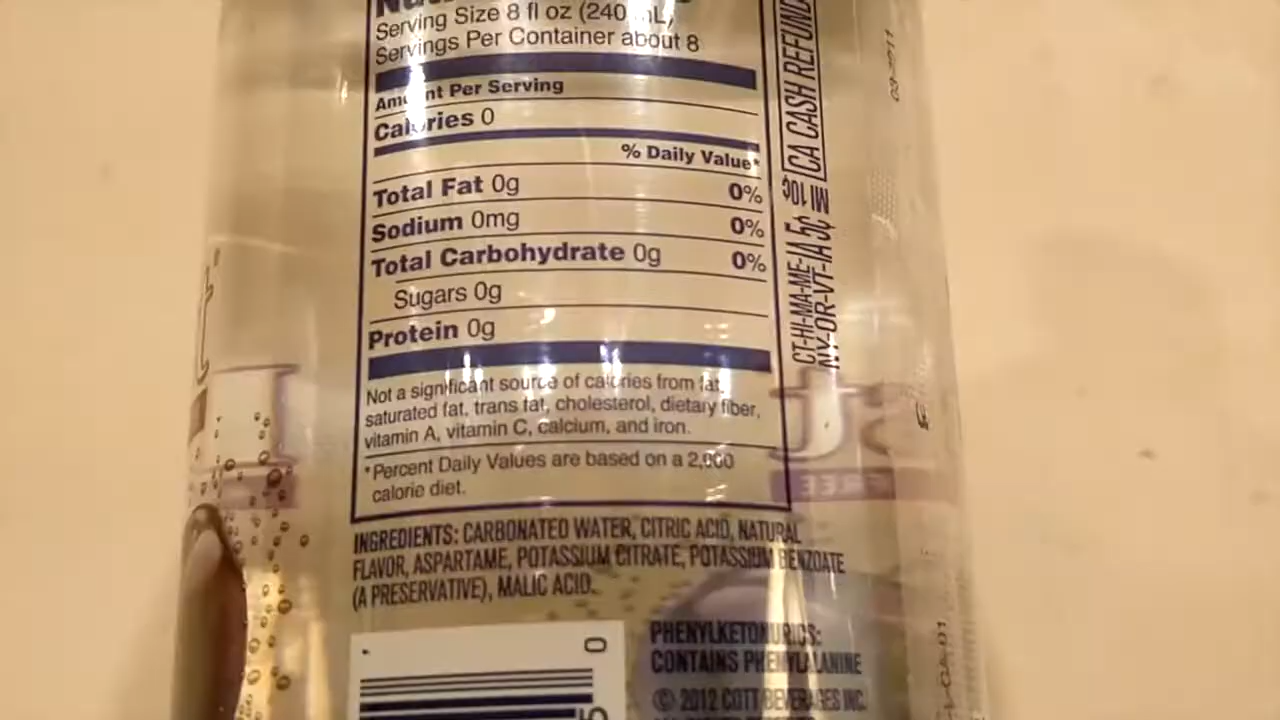 Serving Size 8 fl oz (240 mL)
Servings Per Container about 8
Amount Per Serving
Calories 0
% Daily Value*
Total Fat 0g 0%
Sodium 0mg 0%
Total Carbohydrate 0g 0%
Sugars 0g
Protein 0g
Not a significant source of calories from fat,
saturated fat, trans fat, cholesterol, dietary fiber,
vitamin A, vitamin C, calcium, and iron.
*Percent Daily Values are based on a 2,000
calorie diet.
INGREDIENTS: CARBONATED WATER, CITRIC ACID, NATURAL
FLAVOR, ASPARTAME, POTASSIUM CITRATE, POTASSIUM BENZOATE
(A PRESERVATIVE), MALIC ACID.
PHENYLKETONURICS:
CONTAINS PHENYLALANINE
© 2012 COTT BEVERAGES INC.
0
5
CT-HI-MA-ME-IA 5¢ MI 10¢
NY-OR-VT-IA 5¢ CA CASH REFUND
FREE